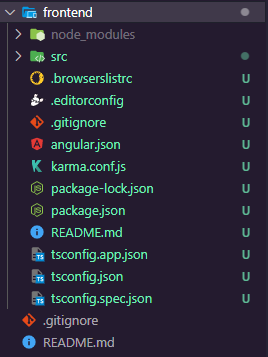 frontend
node_modules
src
.browserslistrc U
.editorconfig U
.gitignore U
angular.json U
karma.conf.js U
package-lock.json U
package.json U
README.md U
tsconfig.app.json U
tsconfig.json U
tsconfig.spec.json U
.gitignore
README.md